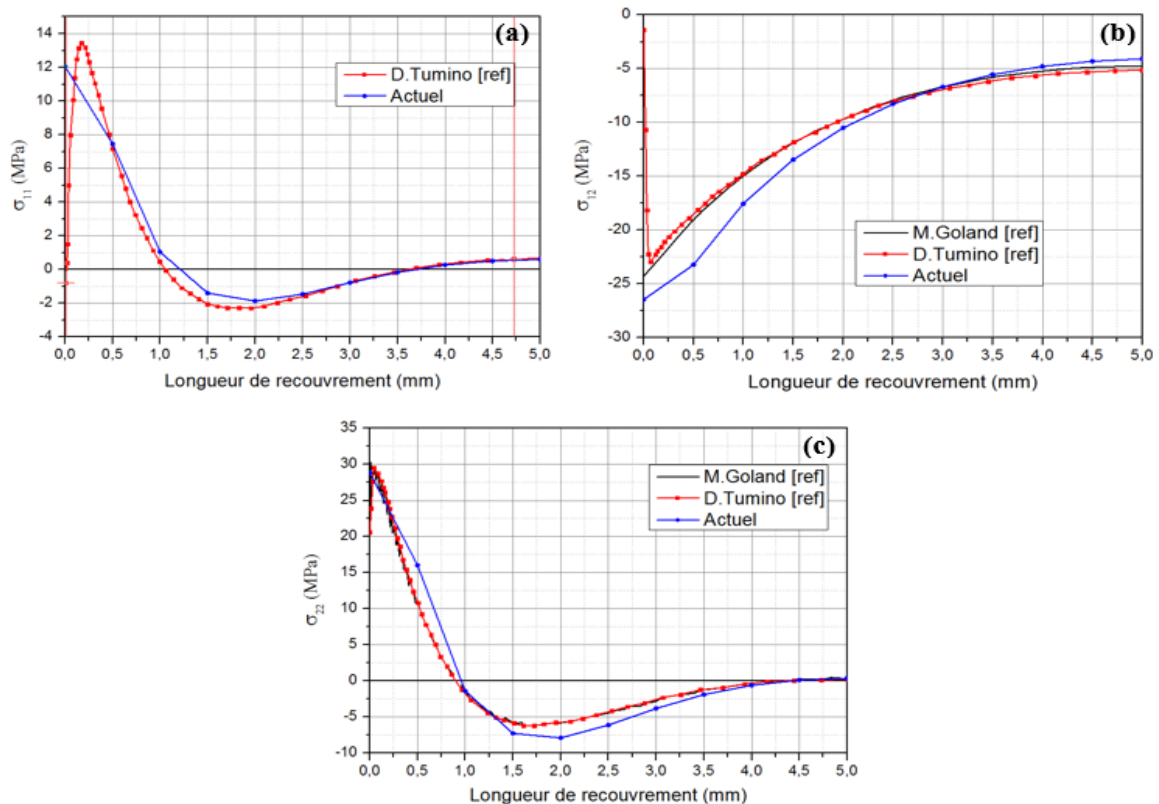 (a)
σ11 (MPa)
14
12
10
8
6
4
2
0
-2
-4
D.Tumino [ref]
Actuel
0,0 0,5 1,0 1,5 2,0 2,5 3,0 3,5 4,0 4,5 5,0
Longueur de recouvrement (mm)
(b)
σ12 (MPa)
0
-5
-10
-15
-20
-25
-30
M.Goland [ref]
D.Tumino [ref]
Actuel
0,0 0,5 1,0 1,5 2,0 2,5 3,0 3,5 4,0 4,5 5,0
Longueur de recouvrement (mm)
(c)
σ22 (MPa)
35
30
25
20
15
10
5
0
-5
-10
M.Goland [ref]
D.Tumino [ref]
Actuel
0,0 0,5 1,0 1,5 2,0 2,5 3,0 3,5 4,0 4,5 5,0
Longueur de recouvrement (mm)